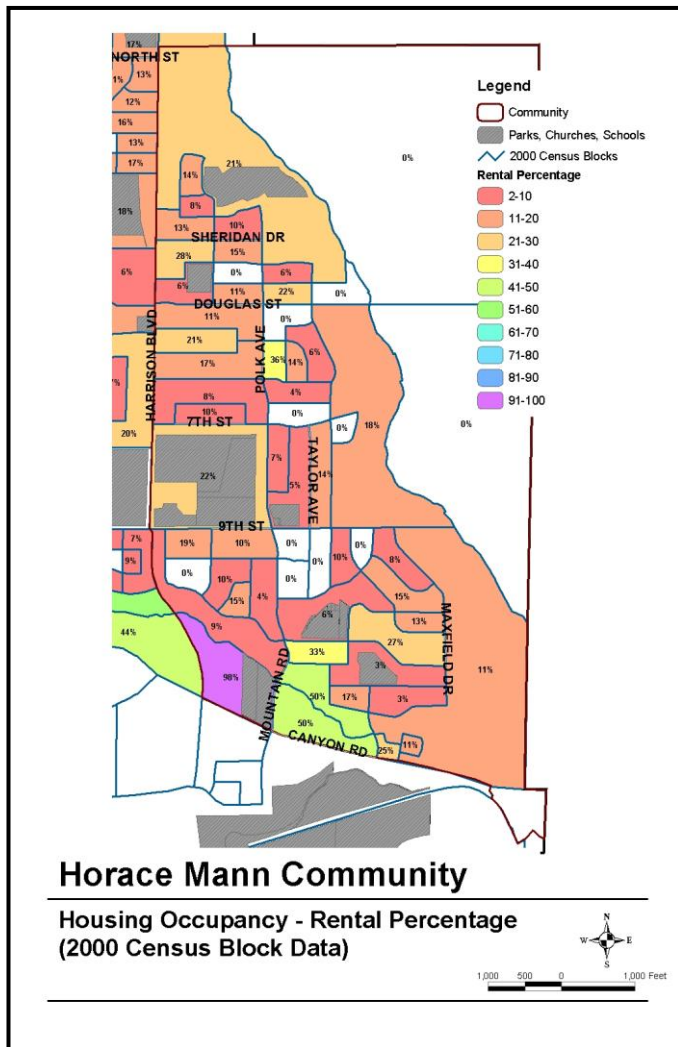 17%
NORTH ST
1% 13%
12%
16%
13%
17%
18%
6%
20%
Legend
Community
Parks, Churches, Schools
2000 Census Blocks
Rental Percentage
2-10
11-20
21-30
31-40
41-50
51-60
61-70
71-80
81-90
91-100
0%
21%
14%
8%
13% 10%
SHERIDAN DR
28% 15%
0% 6%
6% 11% 22% 0%
DOUGLAS ST
11% 0%
HARRISON BLVD
21%
POLK AVE
17% 36% 14% 6%
8% 4%
10% 0%
7TH ST
0% 18% 0%
22% 7% 5%
TAYLOR AVE
14%
9TH ST
7% 19% 10% 0% 0% 0% 10% 8%
9% 0% 10% 0%
15% 4% 15%
13%
MAXFIELD DR
44% 9% 6%
27%
33%
98%
MOUNTAIN RD
3%
50% 17% 3%
50%
CANYON RD
25% 11%
11%
Horace Mann Community
Housing Occupancy - Rental Percentage
(2000 Census Block Data)
N
W E
S
1,000 500 0 1,000 Feet